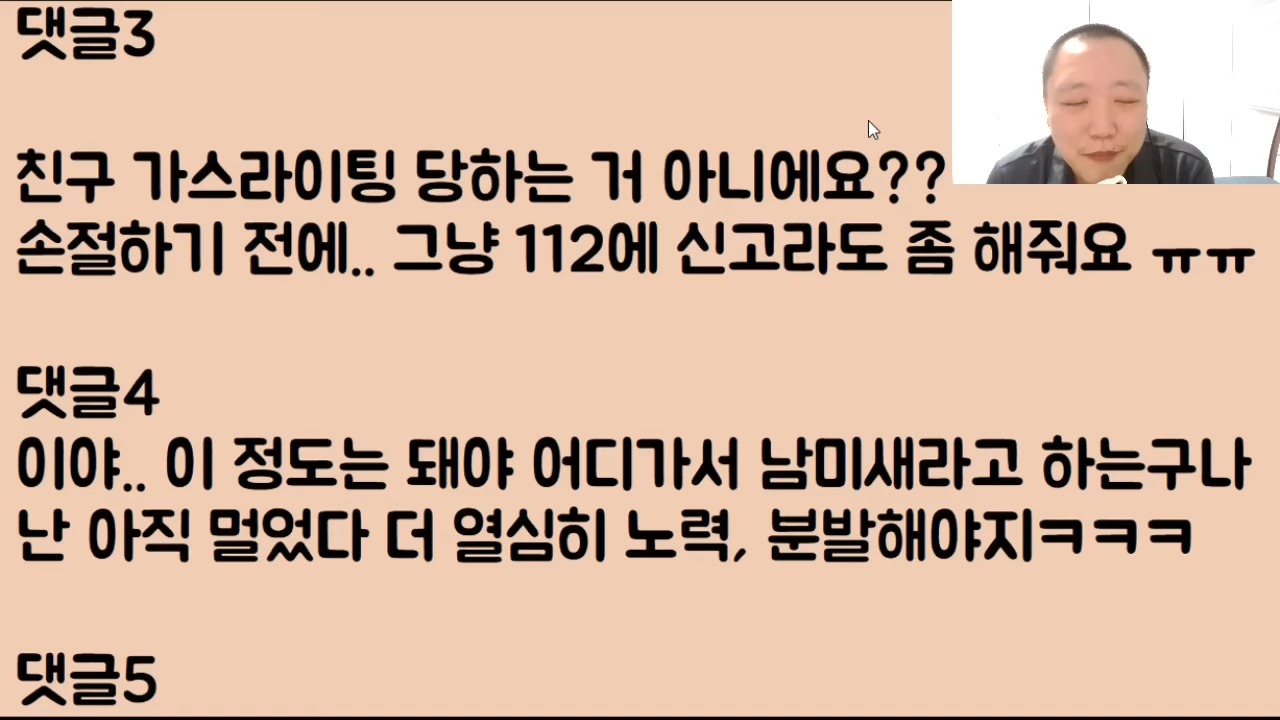 댓글3
친구 가스라이팅 당하는 거 아니에요??
손절하기 전에.. 그냥 112에 신고라도 좀 해줘요 ㅠㅠ
댓글4
이야.. 이 정도는 돼야 어디가서 남미새라고 하는구나
난 아직 멀었다 더 열심히 노력, 분발해야지ㅋㅋㅋ
댓글5